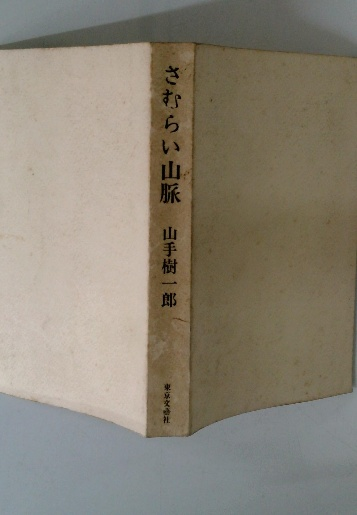 さむらい山脈
山手樹一郎
東京文芸社